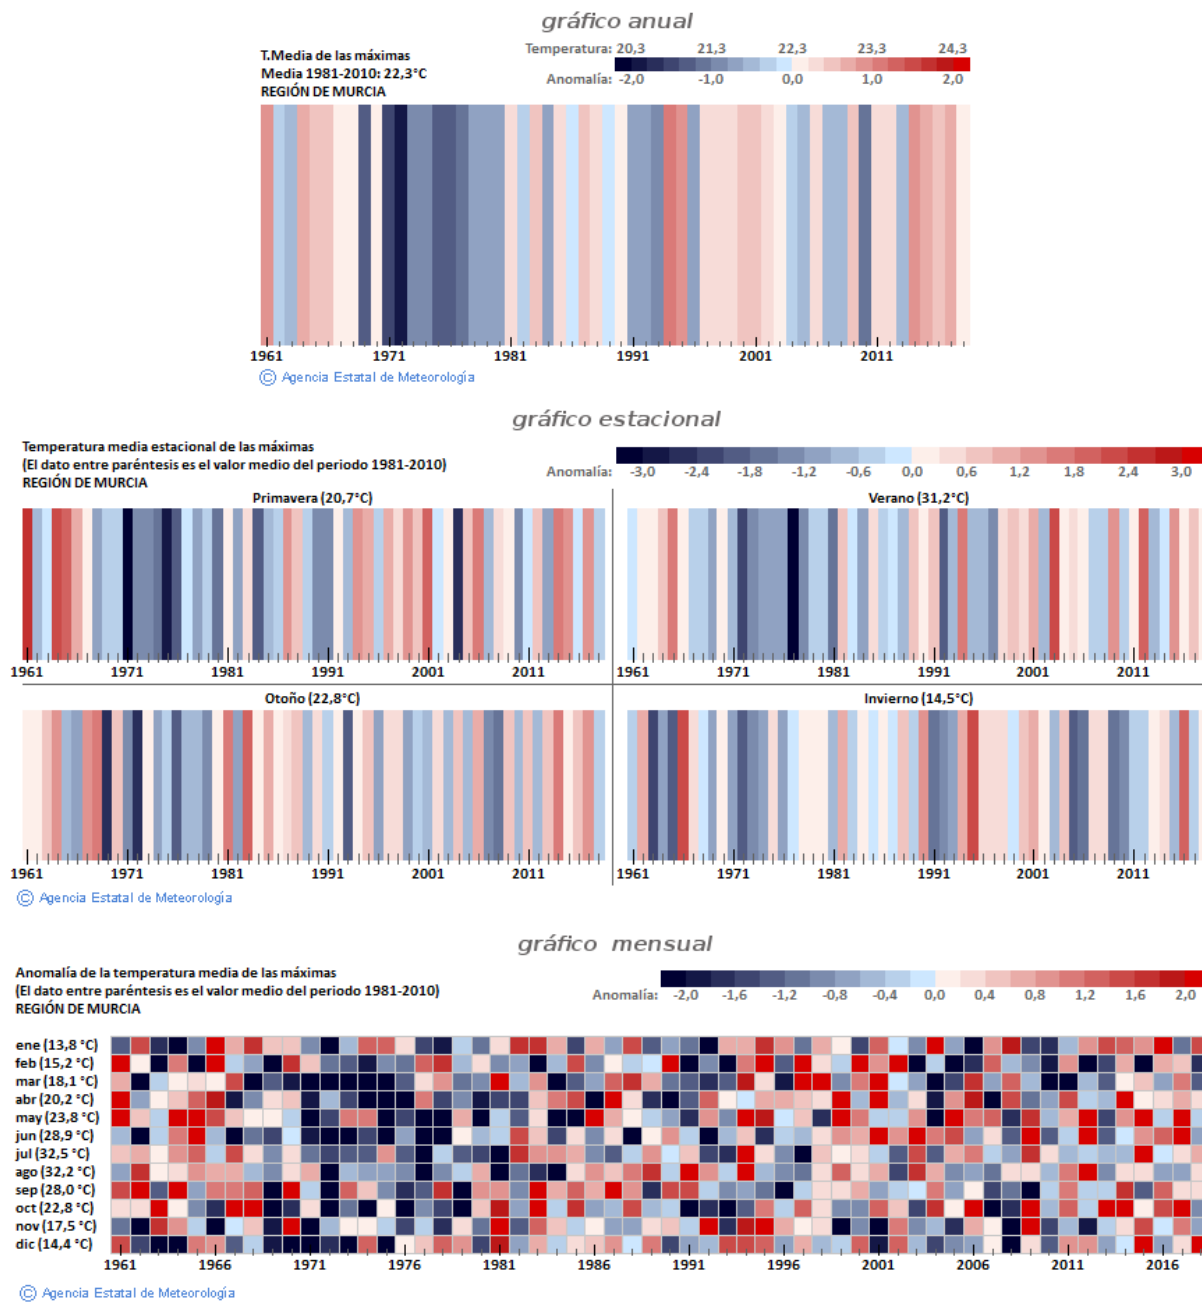 gráfico anual
T.Media de las máximas
Media 1981-2010: 22,3°C
REGIÓN DE MURCIA
Temperatura: 20,3 21,3 22,3 23,3 24,3
Anomalía: -2,0 -1,0 0,0 1,0 2,0
1961 1971 1981 1991 2001 2011
© Agencia Estatal de Meteorología
gráfico estacional
Temperatura media estacional de las máximas
(El dato entre paréntesis es el valor medio del periodo 1981-2010)
REGIÓN DE MURCIA
Anomalía: -3,0 -2,4 -1,8 -1,2 -0,6 0,0 0,6 1,2 1,8 2,4 3,0
Primavera (20,7°C)
1961 1971 1981 1991 2001 2011
Verano (31,2°C)
1961 1971 1981 1991 2001 2011
Otoño (22,8°C)
1961 1971 1981 1991 2001 2011
Invierno (14,5°C)
1961 1971 1981 1991 2001 2011
© Agencia Estatal de Meteorología
gráfico mensual
Anomalía de la temperatura media de las máximas
(El dato entre paréntesis es el valor medio del periodo 1981-2010)
REGIÓN DE MURCIA
Anomalía: -2,0 -1,6 -1,2 -0,8 -0,4 0,0 0,4 0,8 1,2 1,6 2,0
ene (13,8 °C)
feb (15,2 °C)
mar (18,1 °C)
abr (20,2 °C)
may (23,8 °C)
jun (28,9 °C)
jul (32,5 °C)
ago (32,2 °C)
sep (28,0 °C)
oct (22,8 °C)
nov (17,5 °C)
dic (14,4 °C)
1961 1966 1971 1976 1981 1986 1991 1996 2001 2006 2011 2016
© Agencia Estatal de Meteorología